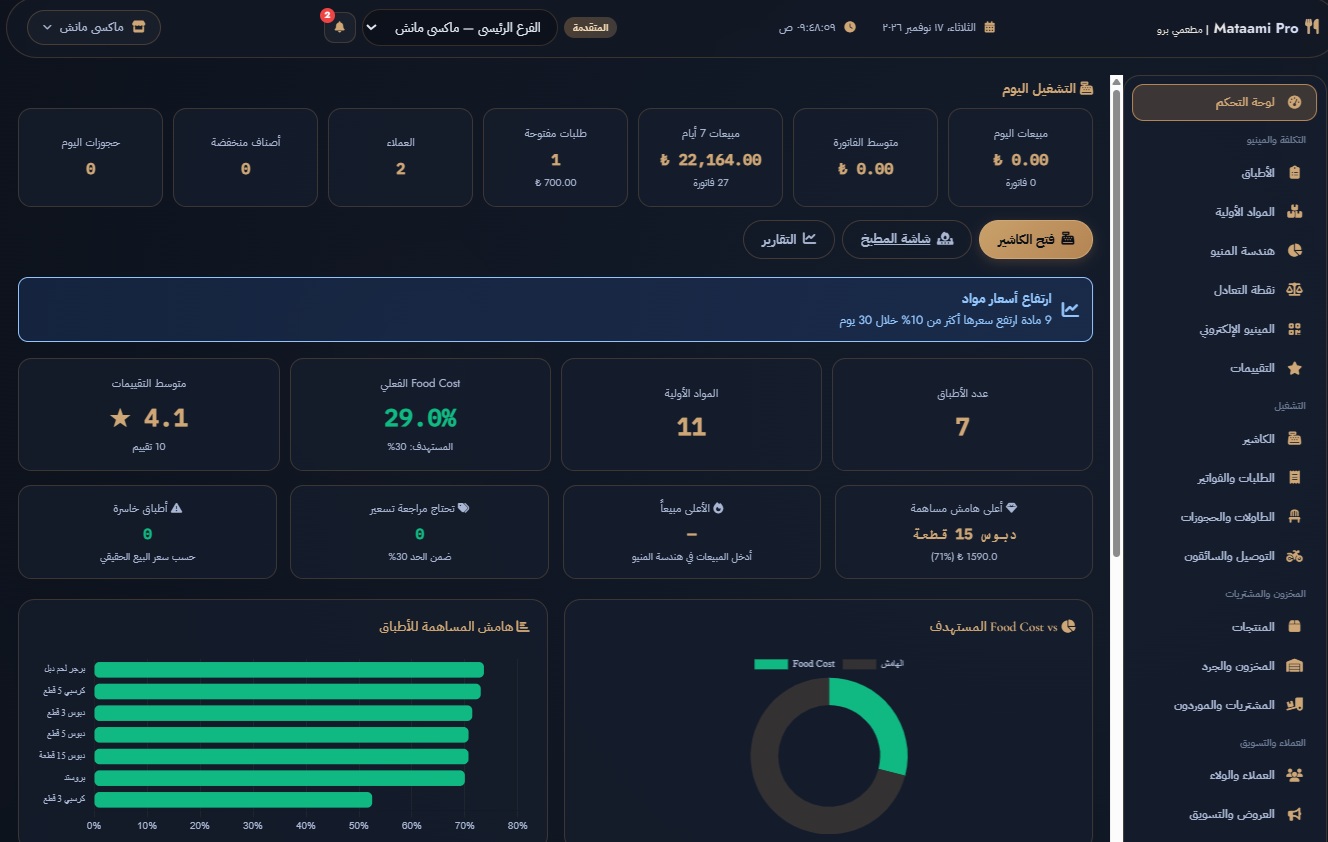 Mataami Pro | مطعمي برو
الثلاثاء، ١٧ نوفمبر ٢٠٢٦
٠٩:٤٨:٥٩ ص
المتقدمة
الفرع الرئيسي — ماكسي ماتش
2
ماكسي ماتش
لوحة التحكم
التكلفة والمينيو
الأطباق
المواد الأولية
هندسة المنيو
نقطة التعادل
المينيو الإلكتروني
التقييمات
التشغيل
الكاشير
الطلبات والفواتير
الطاولات والحجوزات
التوصيل والسائقون
المخزون والمشتريات
المنتجات
المخزون والجرد
المشتريات والموردون
العملاء والتسويق
العملاء والولاء
العروض والتسويق
التشغيل اليوم
مبيعات اليوم
0.00 ₺
0 فاتورة
متوسط الفاتورة
0.00 ₺
مبيعات 7 أيام
22,164.00 ₺
27 فاتورة
طلبات مفتوحة
1
700.00 ₺
العملاء
2
أصناف منخفضة
0
حجوزات اليوم
0
فتح الكاشير
شاشة المطبخ
التقارير
ارتفاع أسعار مواد
9 مادة ارتفع سعرها أكثر من 10% خلال 30 يوم
عدد الأطباق
7
المواد الأولية
11
Food Cost الفعلي
29.0%
المستهدف: 30%
متوسط التقييمات
4.1 ★
10 تقييم
أعلى هامش مساهمة
دبوس 15 قطعة
1590.0 ₺ (71%)
الأعلى مبيعاً
—
أدخل المبيعات في هندسة المنيو
تحتاج مراجعة تسعير
0
ضمن الحد 30%
أطباق خاسرة
0
حسب سعر البيع الحقيقي
Food Cost vs المستهدف
الهامش
Food Cost
هامش المساهمة للأطباق
برجر لحم دبل
كرسبي 5 قطع
دبوس 3 قطع
دبوس 5 قطع
دبوس 15 قطعة
بروستد
كرسبي 3 قطع
0% 10% 20% 30% 40% 50% 60% 70% 80%